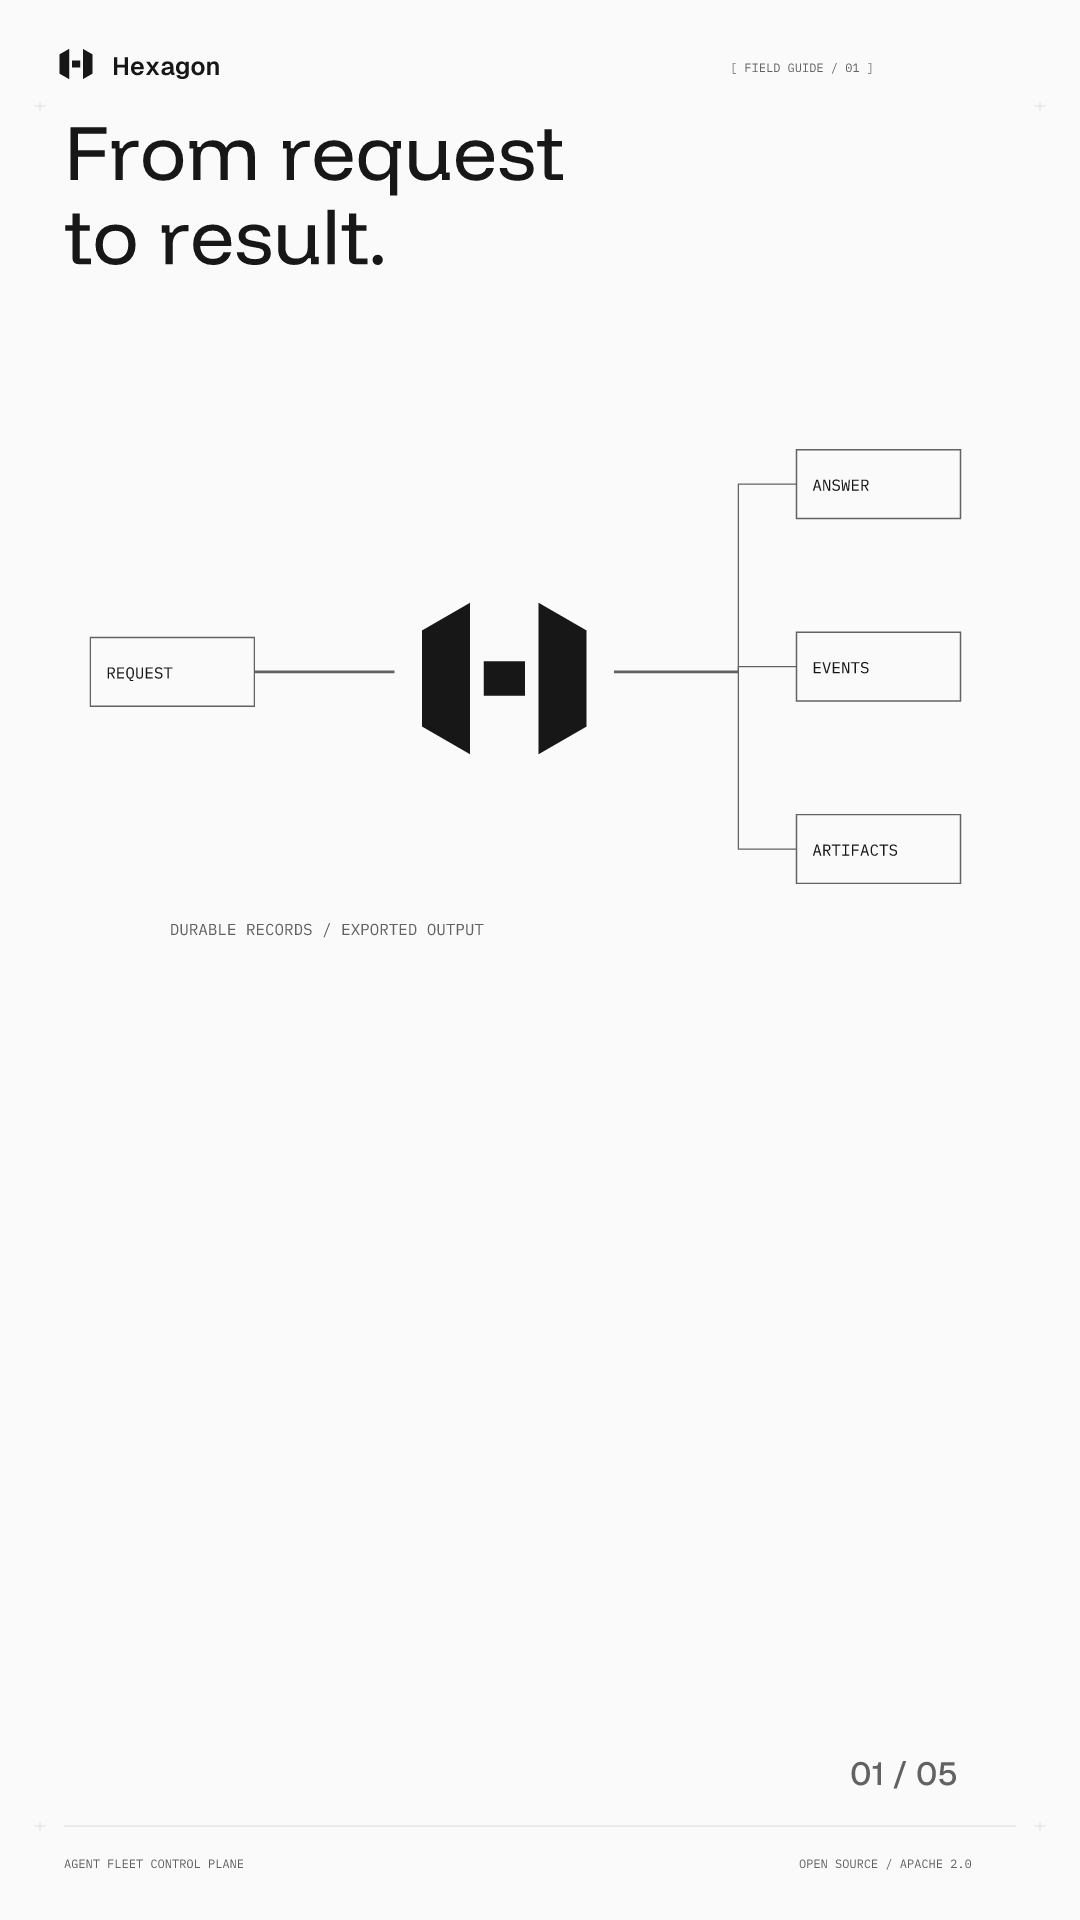 Hexagon
[ FIELD GUIDE / 01 ]
From request
to result.
ANSWER
REQUEST
EVENTS
ARTIFACTS
DURABLE RECORDS / EXPORTED OUTPUT
01 / 05
AGENT FLEET CONTROL PLANE
OPEN SOURCE / APACHE 2.0